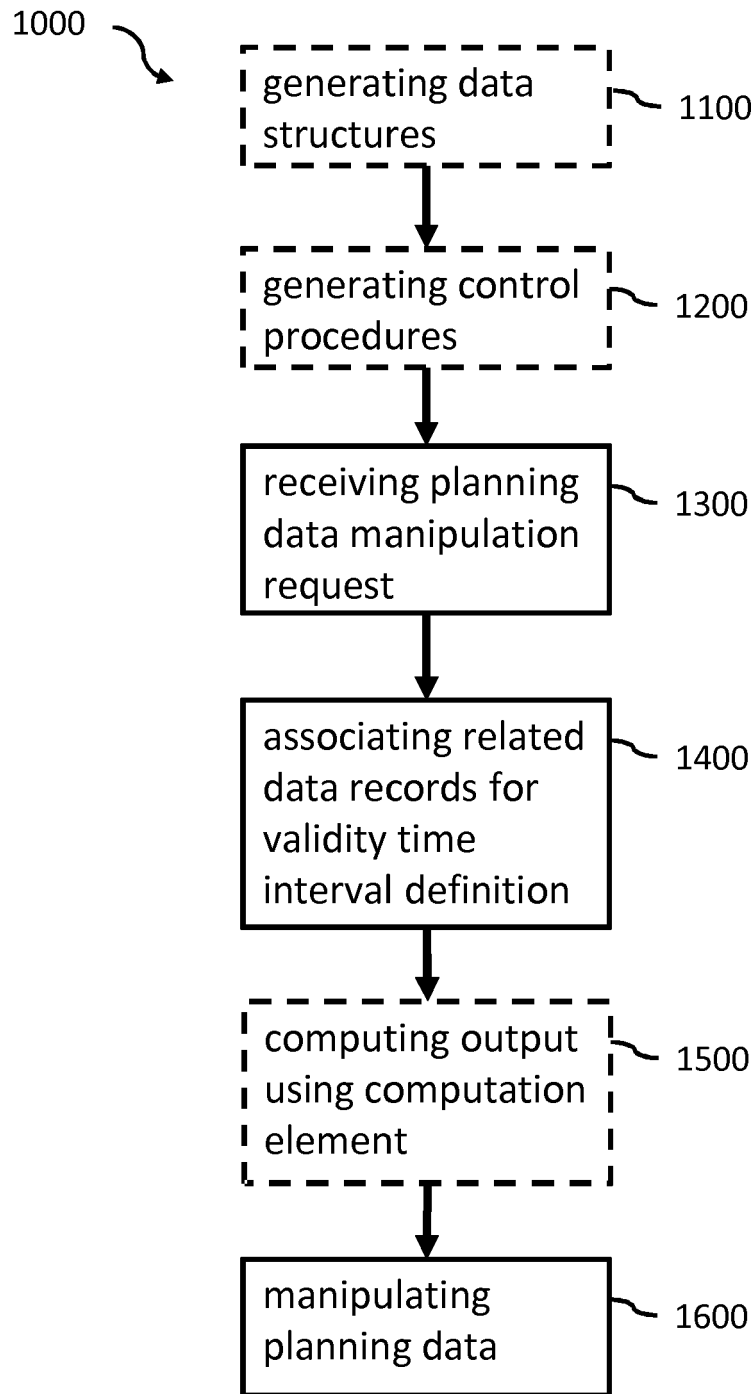 1000
generating data
structures
1100
generating control
procedures
1200
receiving planning
data manipulation
request
1300
associating related
data records for
validity time
interval definition
1400
computing output
using computation
element
1500
manipulating
planning data
1600